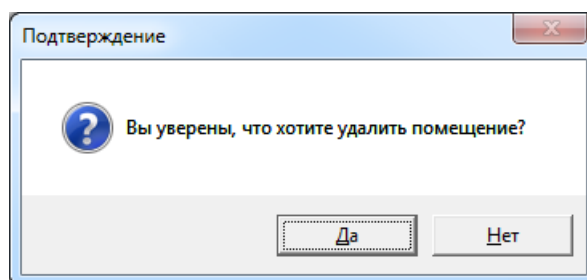 Подтверждение
Вы уверены, что хотите удалить помещение?
Да
Нет